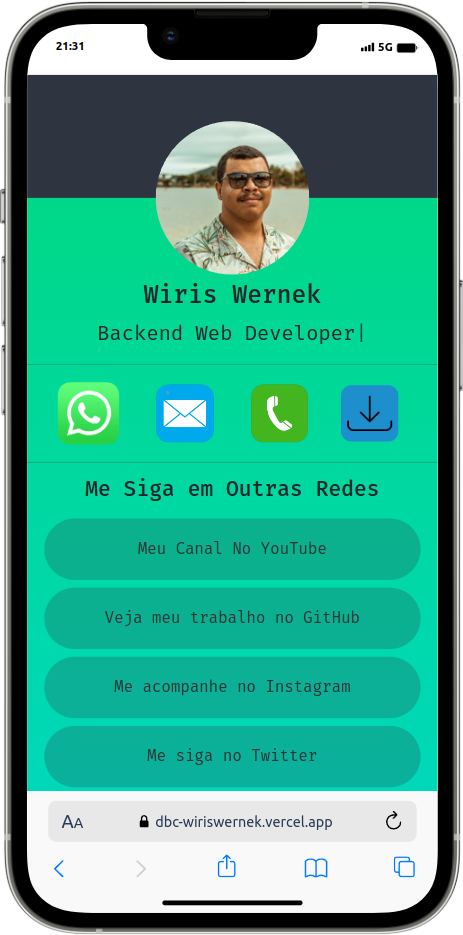 21:31
5G
Wiris Wernek
Backend Web Developer|
Me Siga em Outras Redes
Meu Canal No YouTube
Veja meu trabalho no GitHub
Me acompanhe no Instagram
Me siga no Twitter
AA dbc-wiriswernek.vercel.app